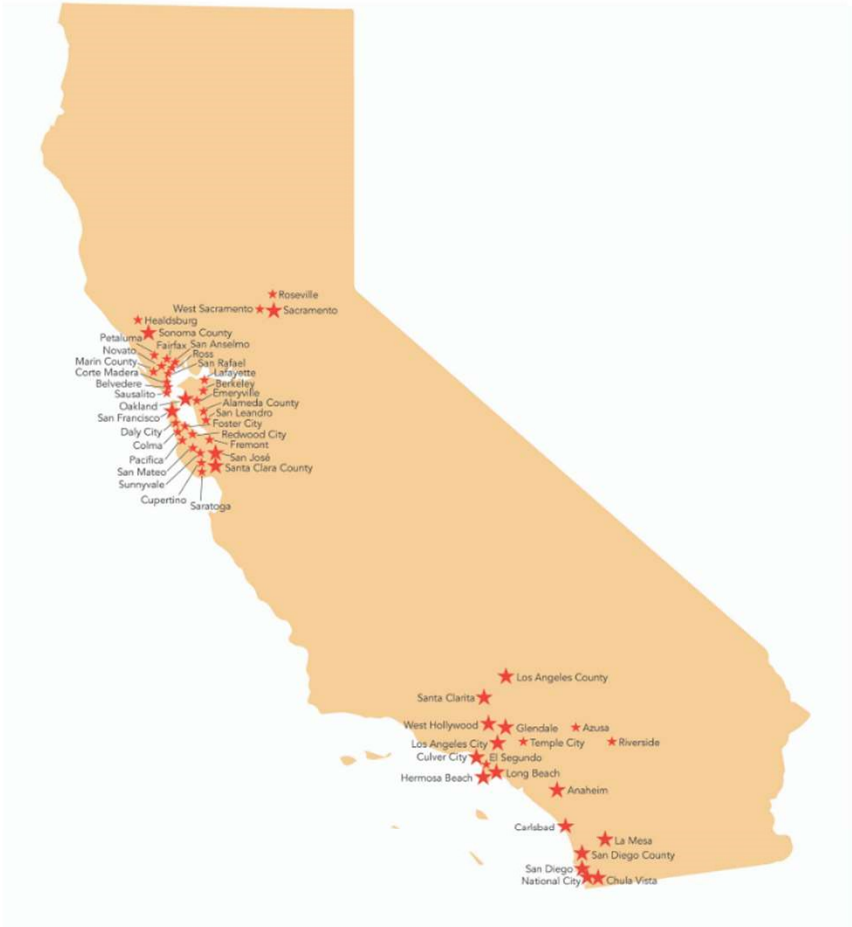 Roseville
West Sacramento
Sacramento
Healdsburg
Sonoma County
Petaluma
Fairfax
San Anselmo
Novato
Ross
Marin County
San Rafael
Corte Madera
Lafayette
Belvedere
Berkeley
Sausalito
Emeryville
Alameda County
Oakland
San Leandro
San Francisco
Foster City
Daly City
Redwood City
Colma
Fremont
Pacifica
San José
San Mateo
Santa Clara County
Sunnyvale
Cupertino
Saratoga
Los Angeles County
Santa Clarita
West Hollywood
Glendale
Azusa
Los Angeles City
Temple City
Riverside
Culver City
El Segundo
Hermosa Beach
Long Beach
Anaheim
Carlsbad
La Mesa
San Diego County
San Diego
National City
Chula Vista